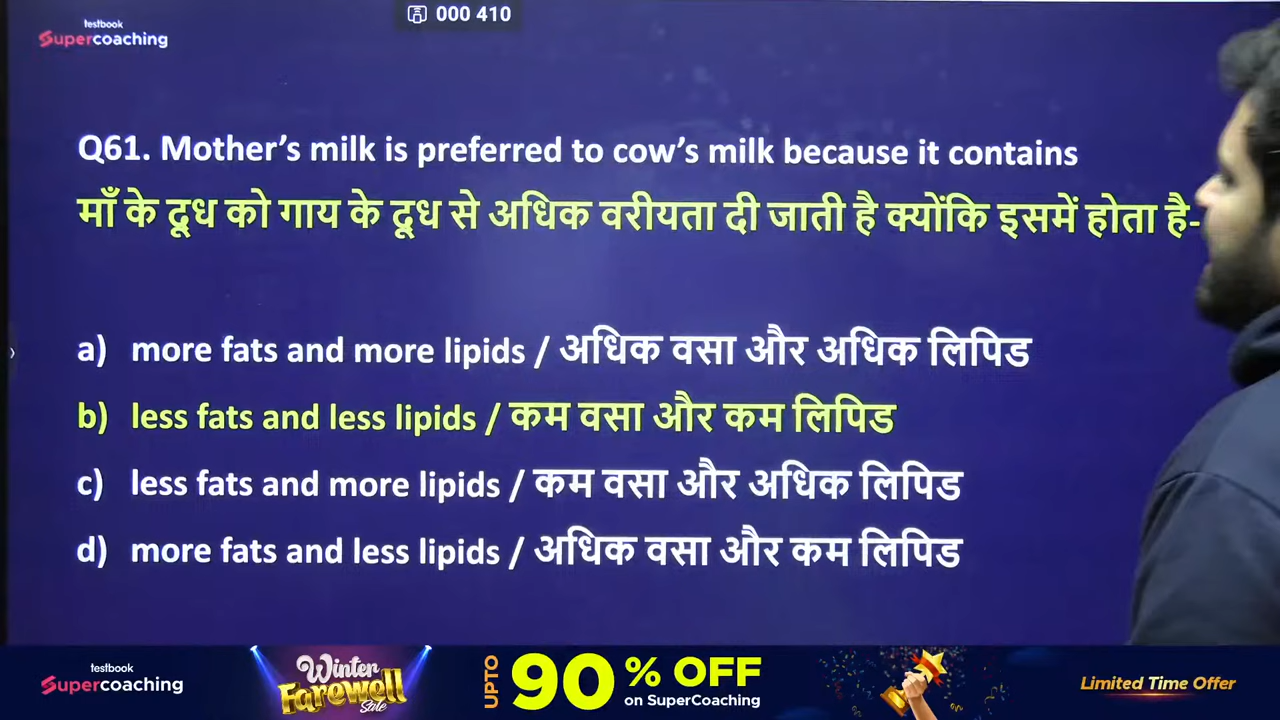 testbook
Supercoaching
000 410
Q61. Mother's milk is preferred to cow's milk because it contains
माँ के दूध को गाय के दूध से अधिक वरीयता दी जाती है क्योंकि इसमें होता है-
a) more fats and more lipids / अधिक वसा और अधिक लिपिड
b) less fats and less lipids / कम वसा और कम लिपिड
c) less fats and more lipids / कम वसा और अधिक लिपिड
d) more fats and less lipids / अधिक वसा और कम लिपिड
testbook
Supercoaching
Winter
Farewell
Sale
UPTO
90% OFF
on SuperCoaching
Limited Time Offer